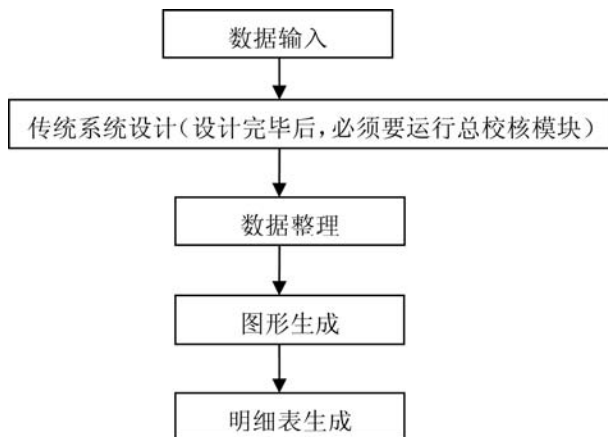 数据输入
传统系统设计(设计完毕后,必须要运行总校核模块)
数据整理
图形生成
明细表生成